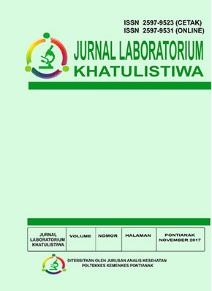 ISSN 2597-9523 (CETAK)
ISSN 2597-9531 (ONLINE)
JURNAL LABORATORIUM
KHATULISTIWA
JURNAL LABORATORIUM KHATULISTIWA
VOLUME
NOMOR
HALAMAN
PONTIANAK NOVEMBER 2017
DITERBITKAN OLEH JURUSAN ANALIS KESEHATAN
POLTEKKES KEMENKES PONTIANAK